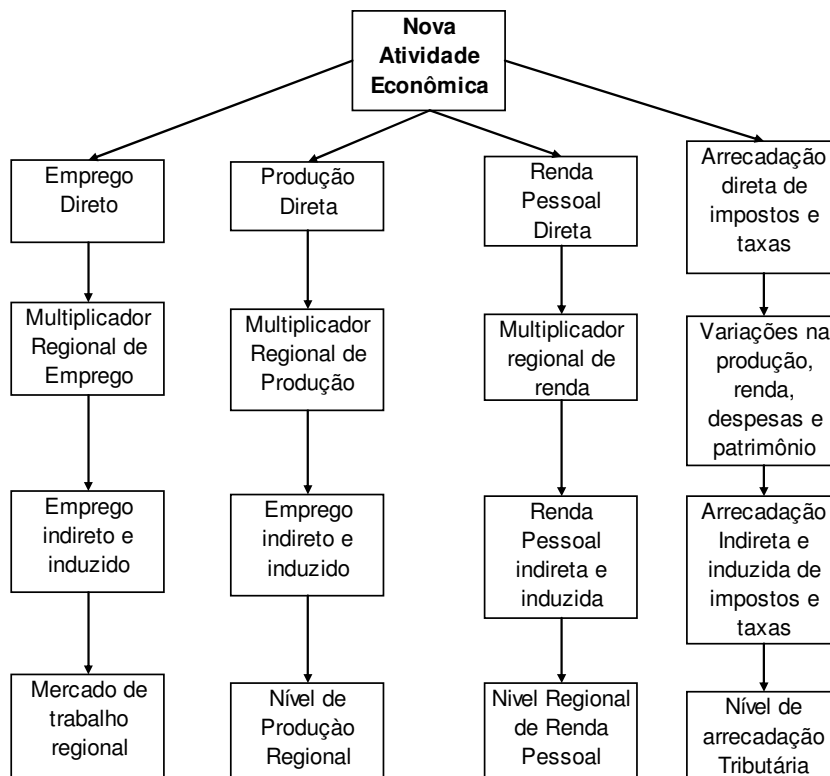 Nova
Atividade
Econômica
Emprego
Direto
Produção
Direta
Renda
Pessoal
Direta
Arrecadação
direta de
impostos e
taxas
Multiplicador
Regional de
Emprego
Multiplicador
Regional de
Produção
Multiplicador
regional de
renda
Variações na
produção,
renda,
despesas e
patrimônio
Emprego
indireto e
induzido
Emprego
indireto e
induzido
Renda
Pessoal
indireta e
induzida
Arrecadação
Indireta e
induzida de
impostos e
taxas
Mercado de
trabalho
regional
Nível de
Produçào
Regional
Nivel Regional
de Renda
Pessoal
Nível de
arrecadação
Tributária